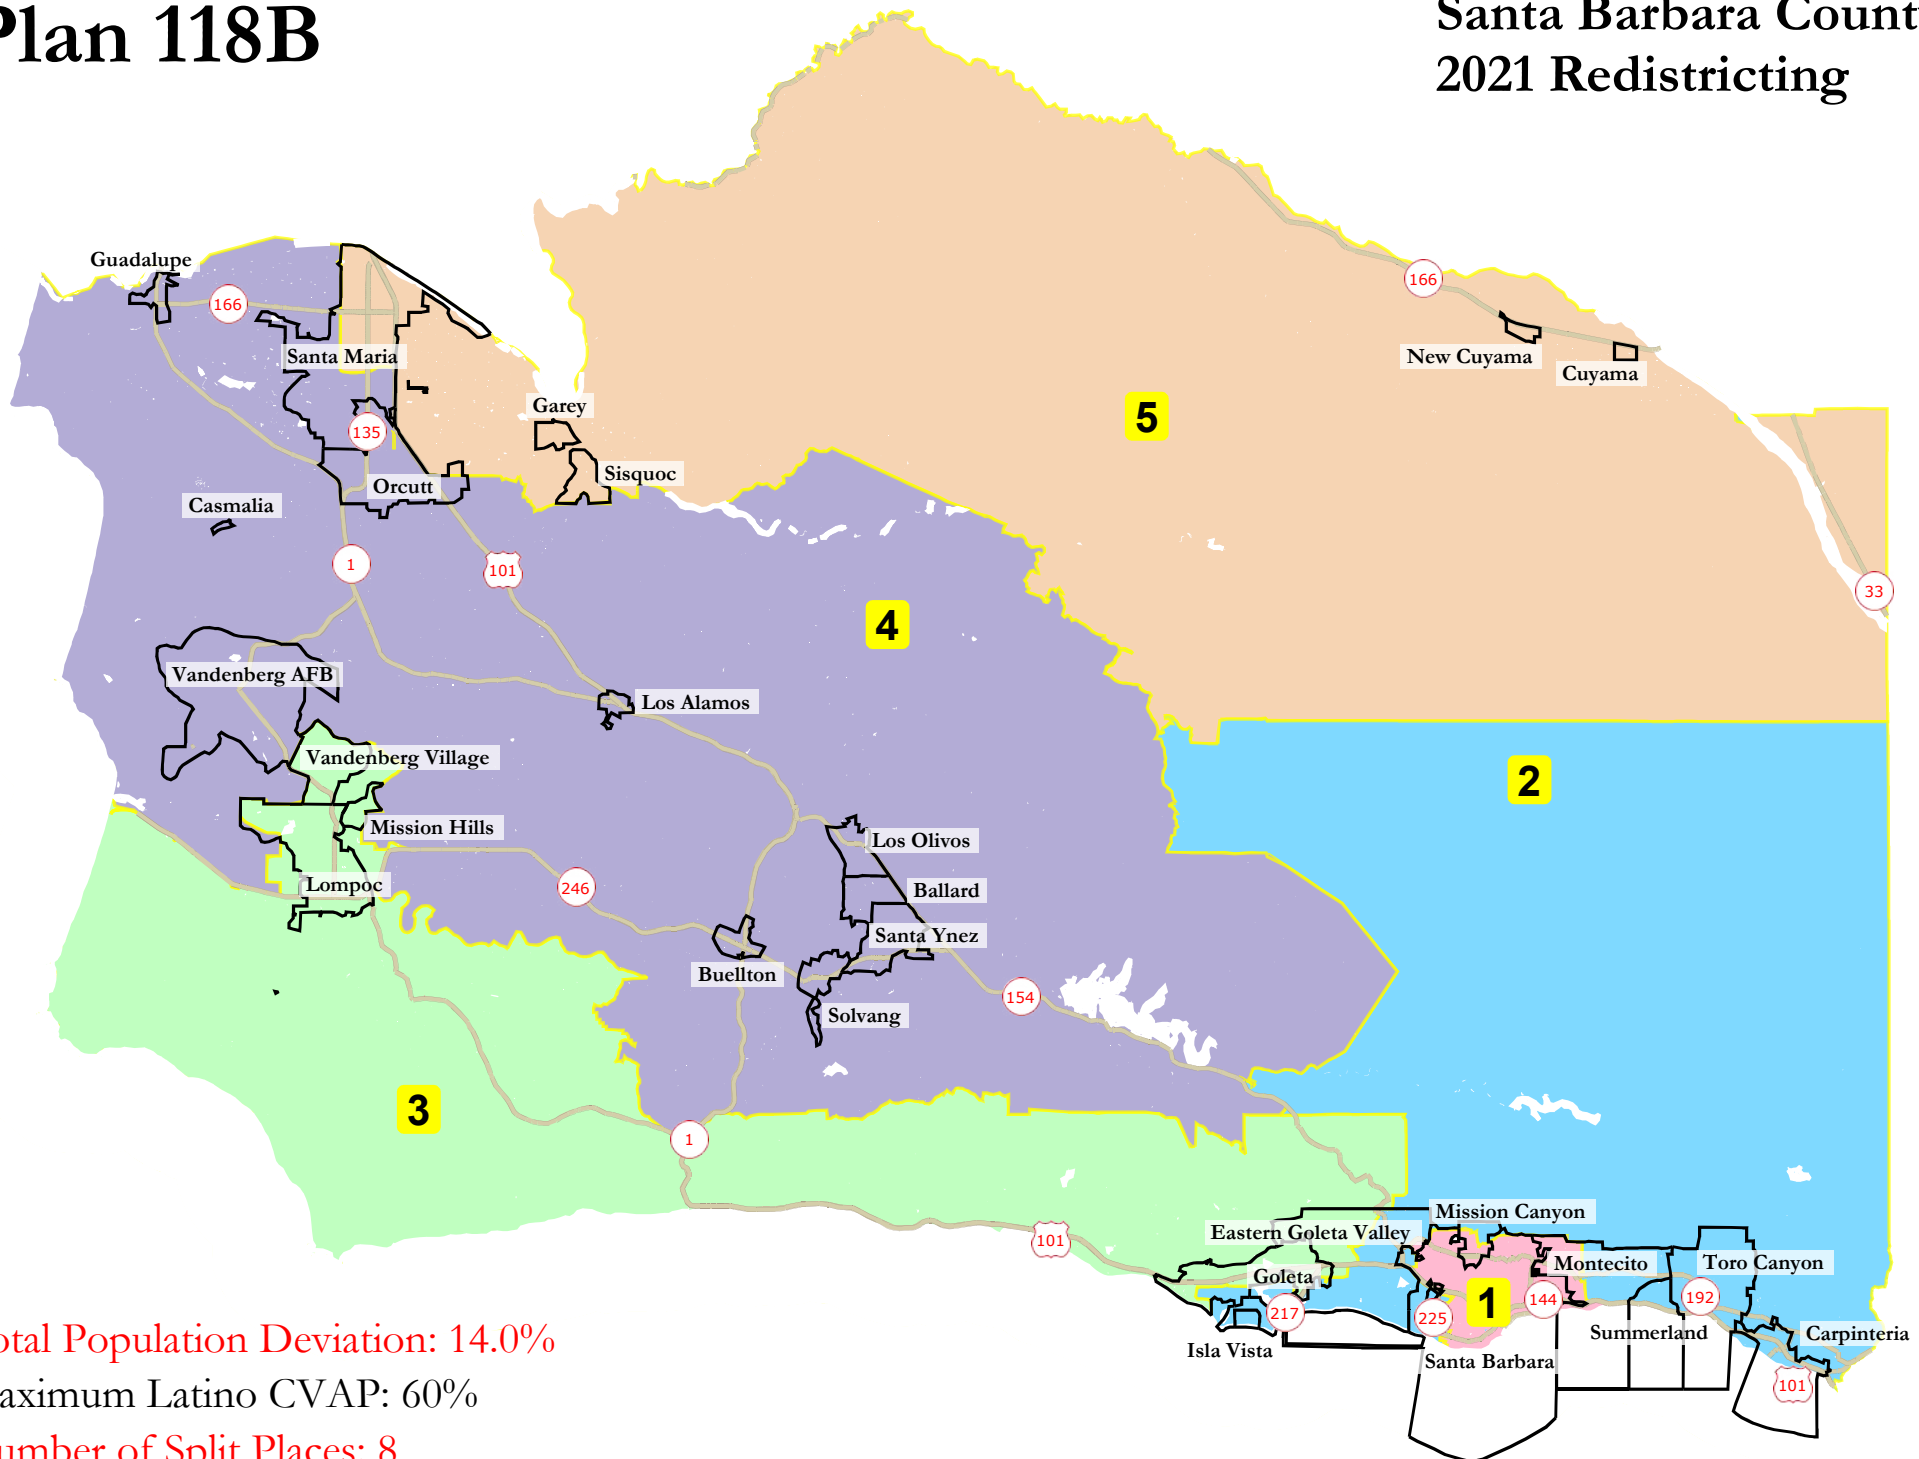 Plan 118B
Santa Barbara Count
2021 Redistricting
Guadalupe
166
Santa Maria
135
Orcutt
Garey
Sisquoc
Casmalia
1
101
166
New Cuyama
Cuyama
5
33
4
Vandenberg AFB
Los Alamos
Vandenberg Village
Mission Hills
Lompoc
246
Los Olivos
Ballard
Santa Ynez
Buellton
Solvang
154
2
3
1
101
Eastern Goleta Valley
Mission Canyon
Goleta
Montecito
Toro Canyon
217
225
1
144
192
Isla Vista
Santa Barbara
Summerland
Carpinteria
101
otal Population Deviation: 14.0%
aximum Latino CVAP: 60%
umber of Split Places: 8